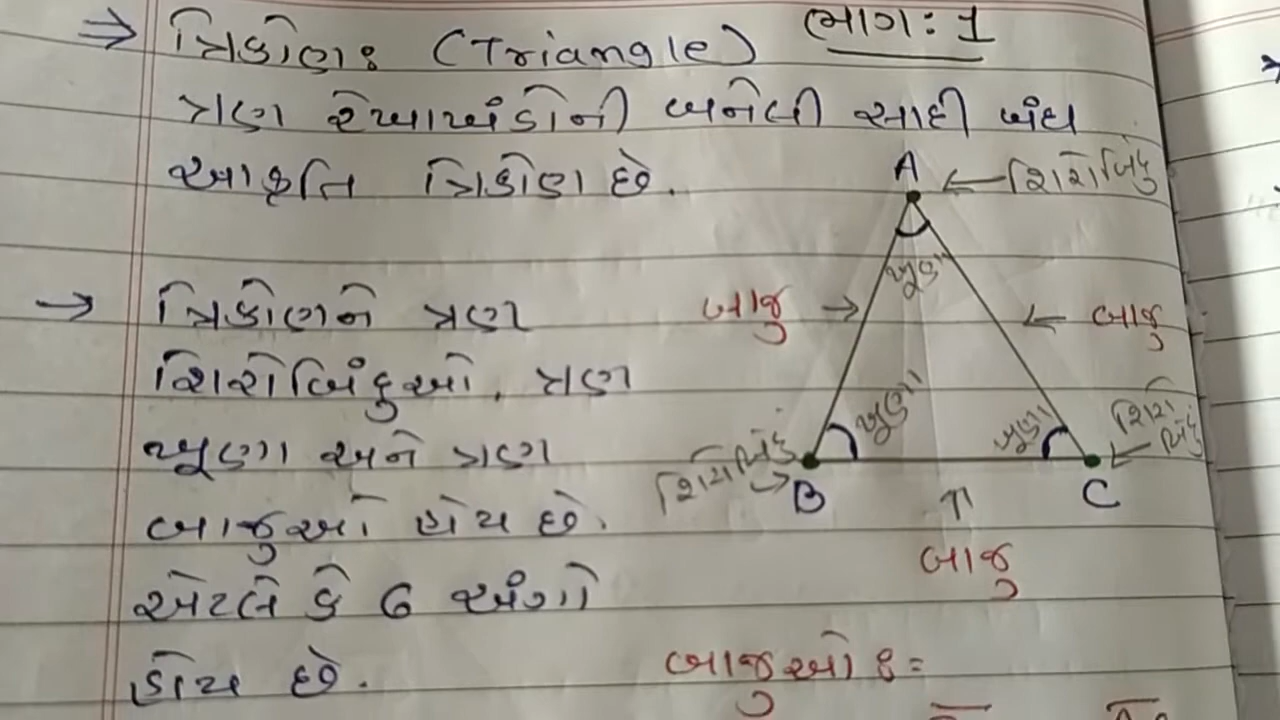 ⇒ ત્રિકોણઃ (Triangle) ભાગ: 1
ત્રણ રેખાખંડોની બનેલી સાદી બંધ
આકૃતિ ત્રિકોણ છે.
A ← શિરોબિંદુ
ખૂણા
→ ત્રિકોણને ત્રણ
બાજુ →
← બાજુ
શિરોબિંદુઓ, ત્રણ
ખૂણા
ખૂણા
શિરોબિંદુ
ખૂણા અને ત્રણ
શિરોબિંદુ → B
C
બાજુઓ હોય છે.
બાજુ
એટલે કે 6 અંગો
હોય છે.
બાજુઓ ઃ=